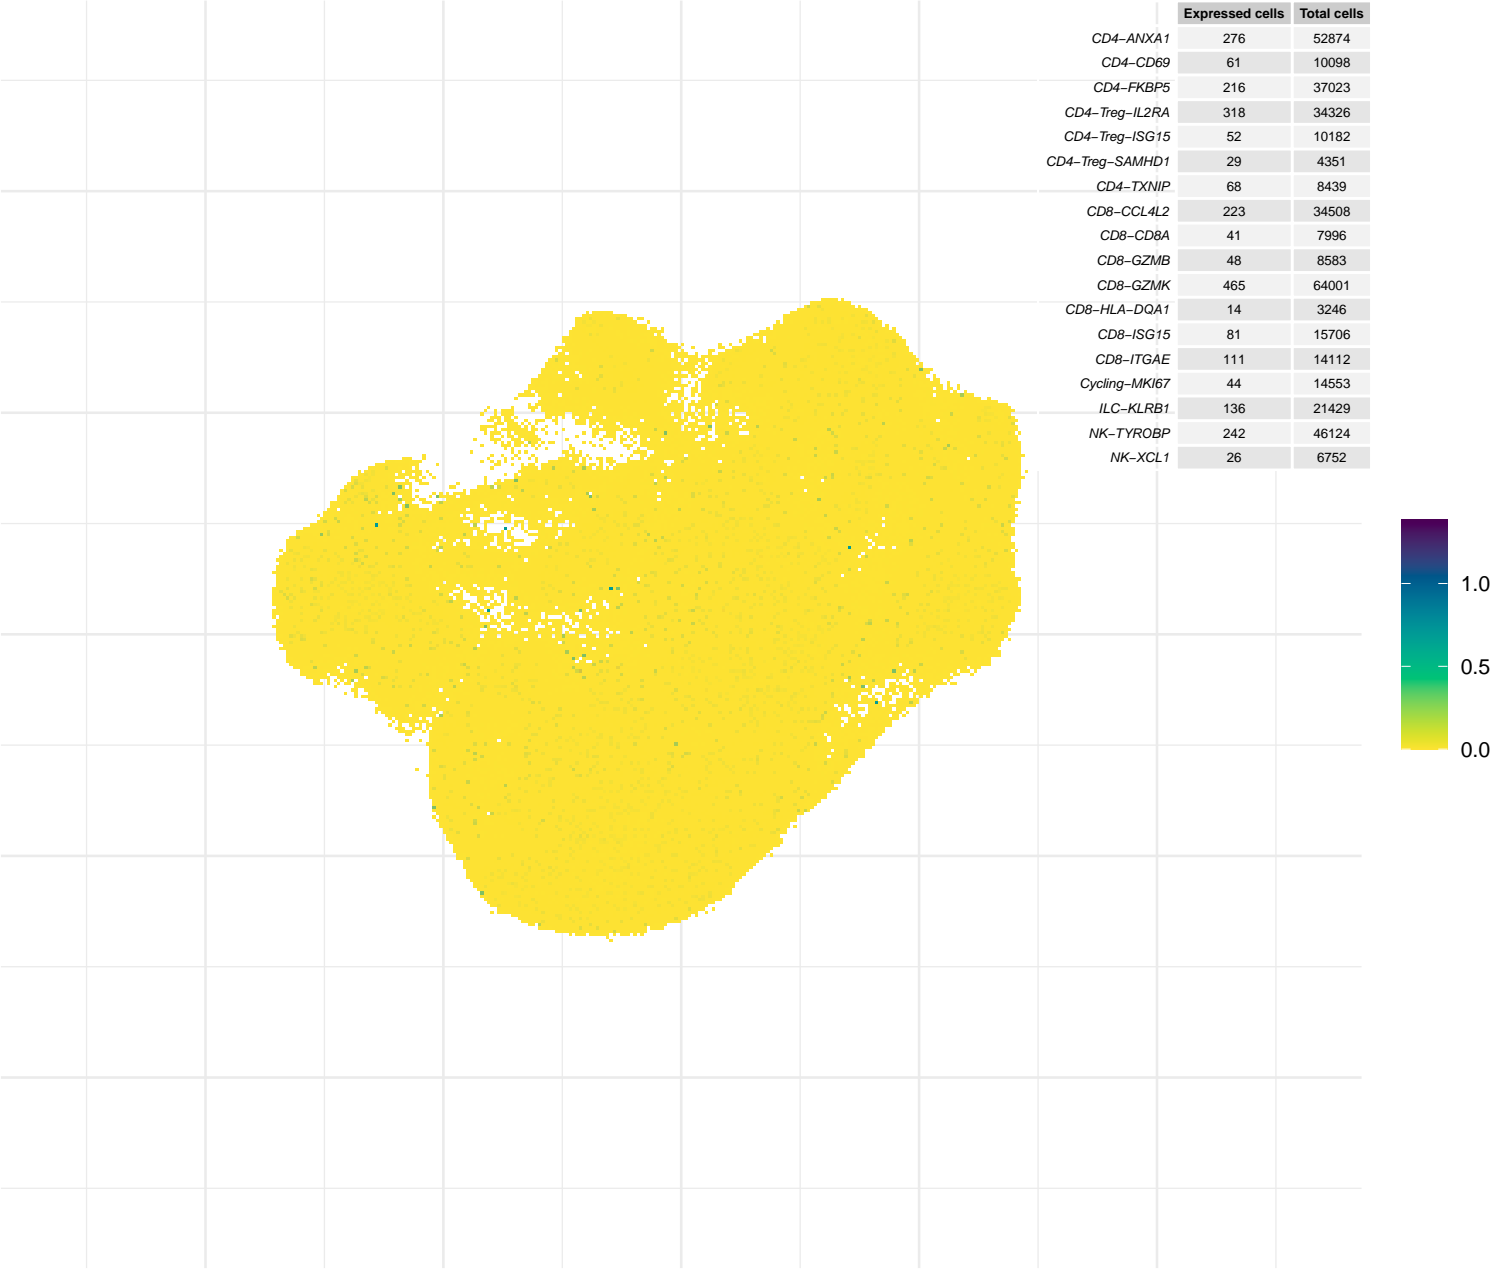 Expressed cells Total cells
CD4−ANXA1 276 52874
CD4−CD69 61 10098
CD4−FKBP5 216 37023
CD4−Treg−IL2RA 318 34326
CD4−Treg−ISG15 52 10182
CD4−Treg−SAMHD1 29 4351
CD4−TXNIP 68 8439
CD8−CCL4L2 223 34508
CD8−CD8A 41 7996
CD8−GZMB 48 8583
CD8−GZMK 465 64001
CD8−HLA−DQA1 14 3246
CD8−ISG15 81 15706
CD8−ITGAE 111 14112
Cycling−MKI67 44 14553
ILC−KLRB1 136 21429
NK−TYROBP 242 46124
NK−XCL1 26 6752
1.0
0.5
0.0